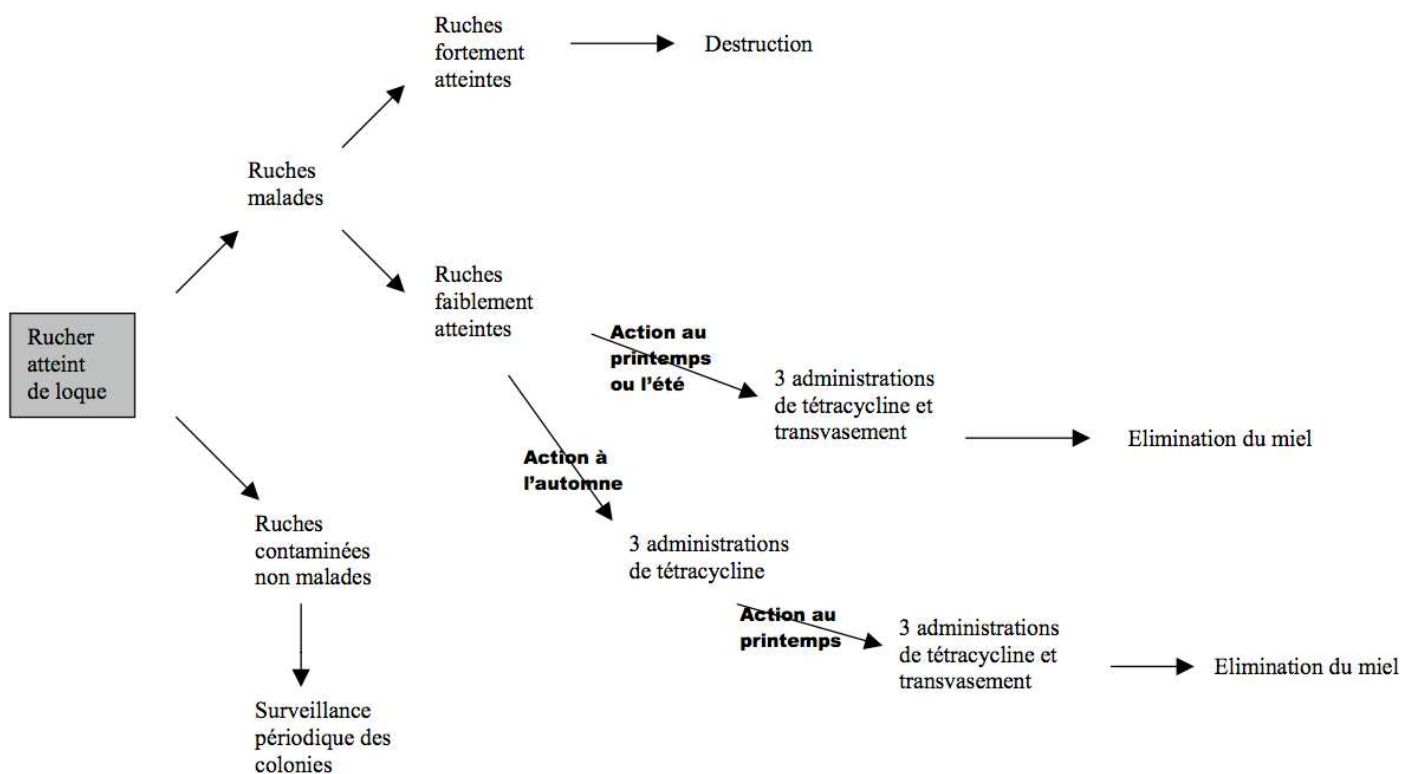 Ruches
fortement
atteintes
Destruction
Ruches
malades
Ruches
faiblement
atteintes
Rucher
atteint
de loque
Action au
printemps
ou l'été
3 administrations
de tétracycline et
transvasement
Elimination du miel
Action à
l'automne
Ruches
contaminées
non malades
3 administrations
de tétracycline
Action au
printemps
3 administrations
de tétracycline et
transvasement
Elimination du miel
Surveillance
périodique des
colonies